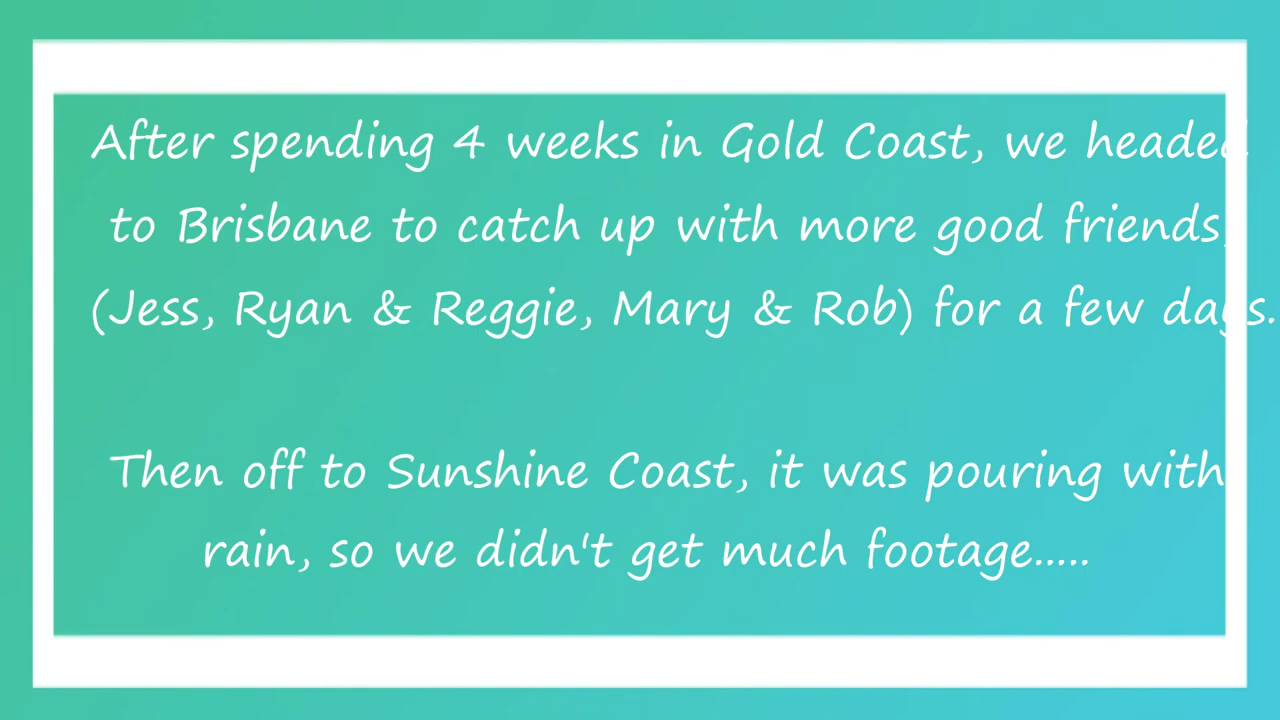 After spending 4 weeks in Gold Coast, we headed
to Brisbane to catch up with more good friends,
(Jess, Ryan & Reggie, Mary & Rob) for a few days.
Then off to Sunshine Coast, it was pouring with
rain, so we didn't get much footage.....